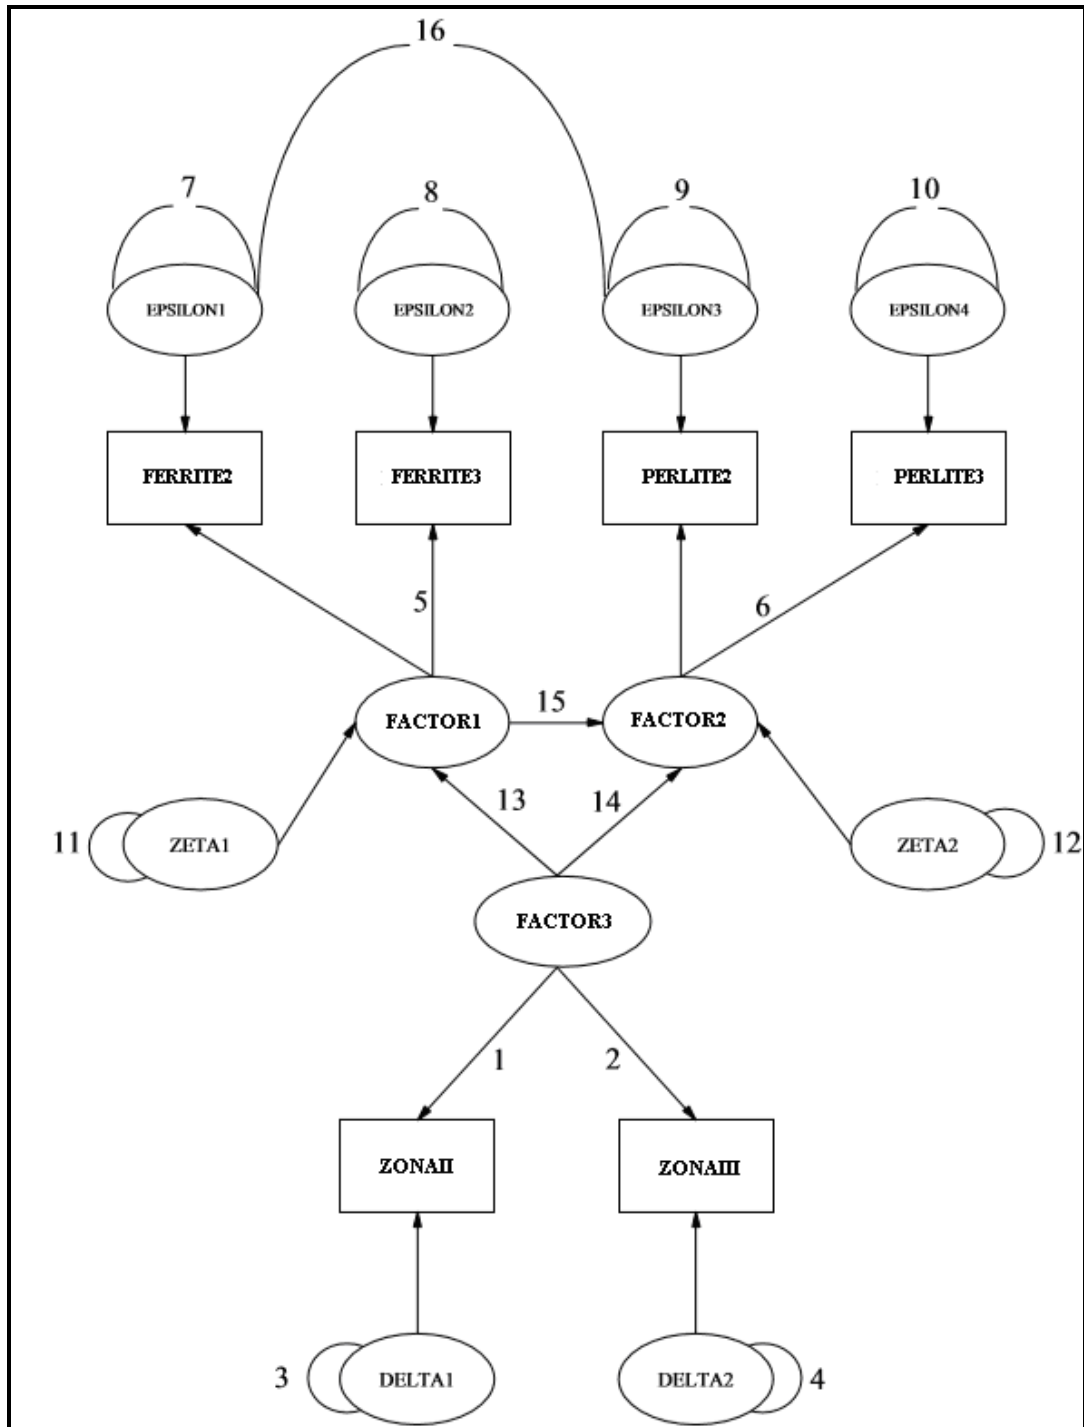 16
7
8
9
10
EPSILON1
EPSILON2
EPSILON3
EPSILON4
FERRITE2
FERRITE3
PERLITE2
PERLITE3
5
6
15
FACTOR1
FACTOR2
13
14
11
ZETA1
ZETA2
12
FACTOR3
1
2
ZONAII
ZONAIII
3
DELTA1
DELTA2
4